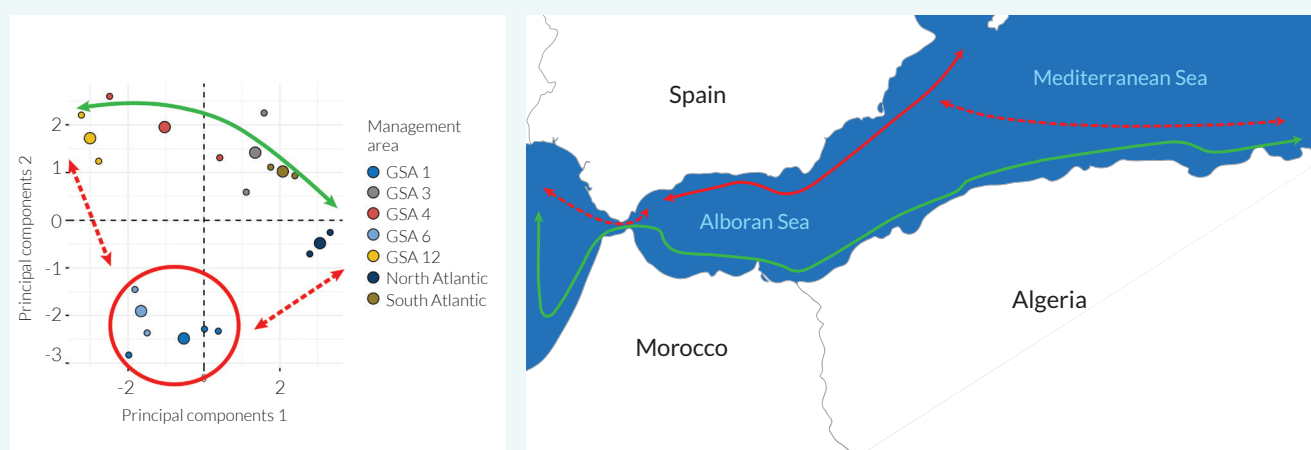 Principal components 2
2
1
0
-1
-2
-3
-2
0
2
Principal components 1
Management
area
GSA 1
GSA 3
GSA 4
GSA 6
GSA 12
North Atlantic
South Atlantic
Spain
Mediterranean Sea
Alboran Sea
Algeria
Morocco